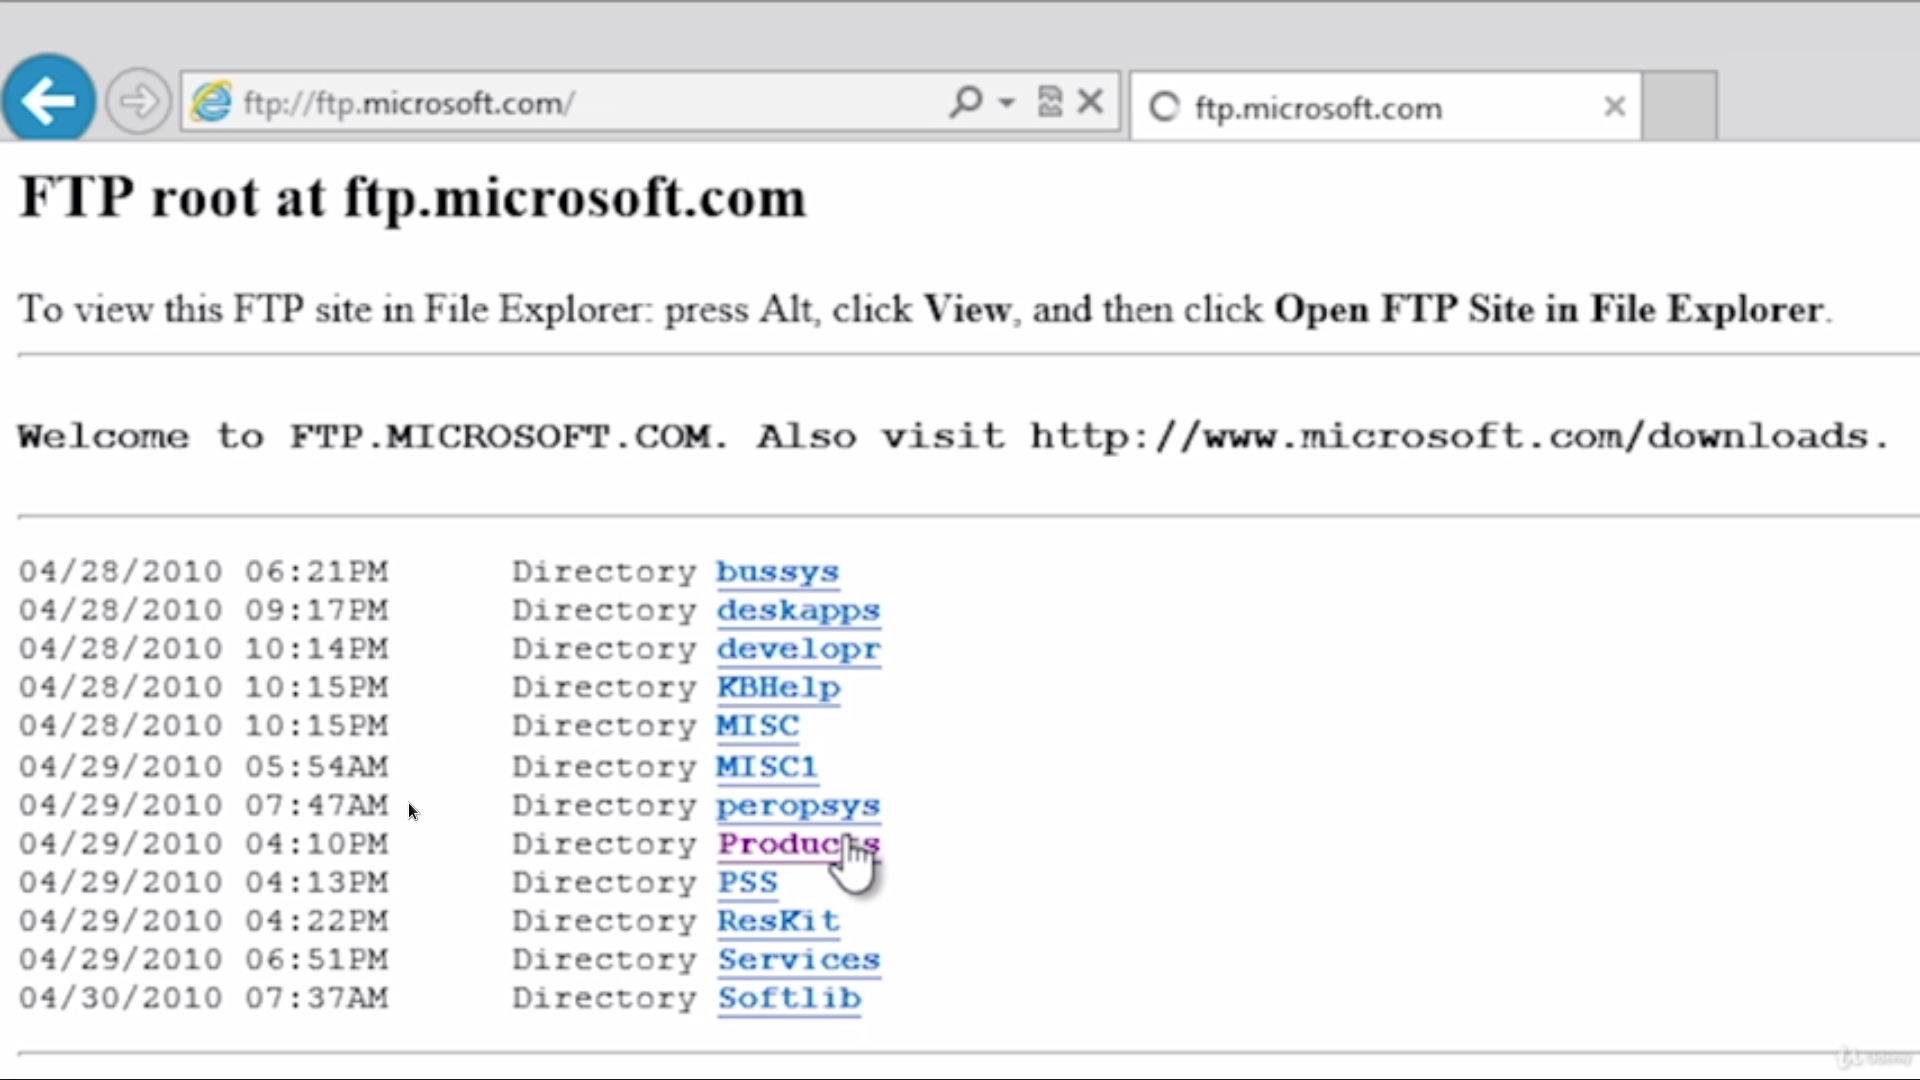 ftp://ftp.microsoft.com/
ftp.microsoft.com
FTP root at ftp.microsoft.com
To view this FTP site in File Explorer: press Alt, click View, and then click Open FTP Site in File Explorer.
Welcome to FTP.MICROSOFT.COM. Also visit http://www.microsoft.com/downloads.
04/28/2010 06:21PM Directory bussys
04/28/2010 09:17PM Directory deskapps
04/28/2010 10:14PM Directory developr
04/28/2010 10:15PM Directory KBHelp
04/28/2010 10:15PM Directory MISC
04/29/2010 05:54AM Directory MISC1
04/29/2010 07:47AM Directory peropsys
04/29/2010 04:10PM Directory Products
04/29/2010 04:13PM Directory PSS
04/29/2010 04:22PM Directory ResKit
04/29/2010 06:51PM Directory Services
04/30/2010 07:37AM Directory Softlib